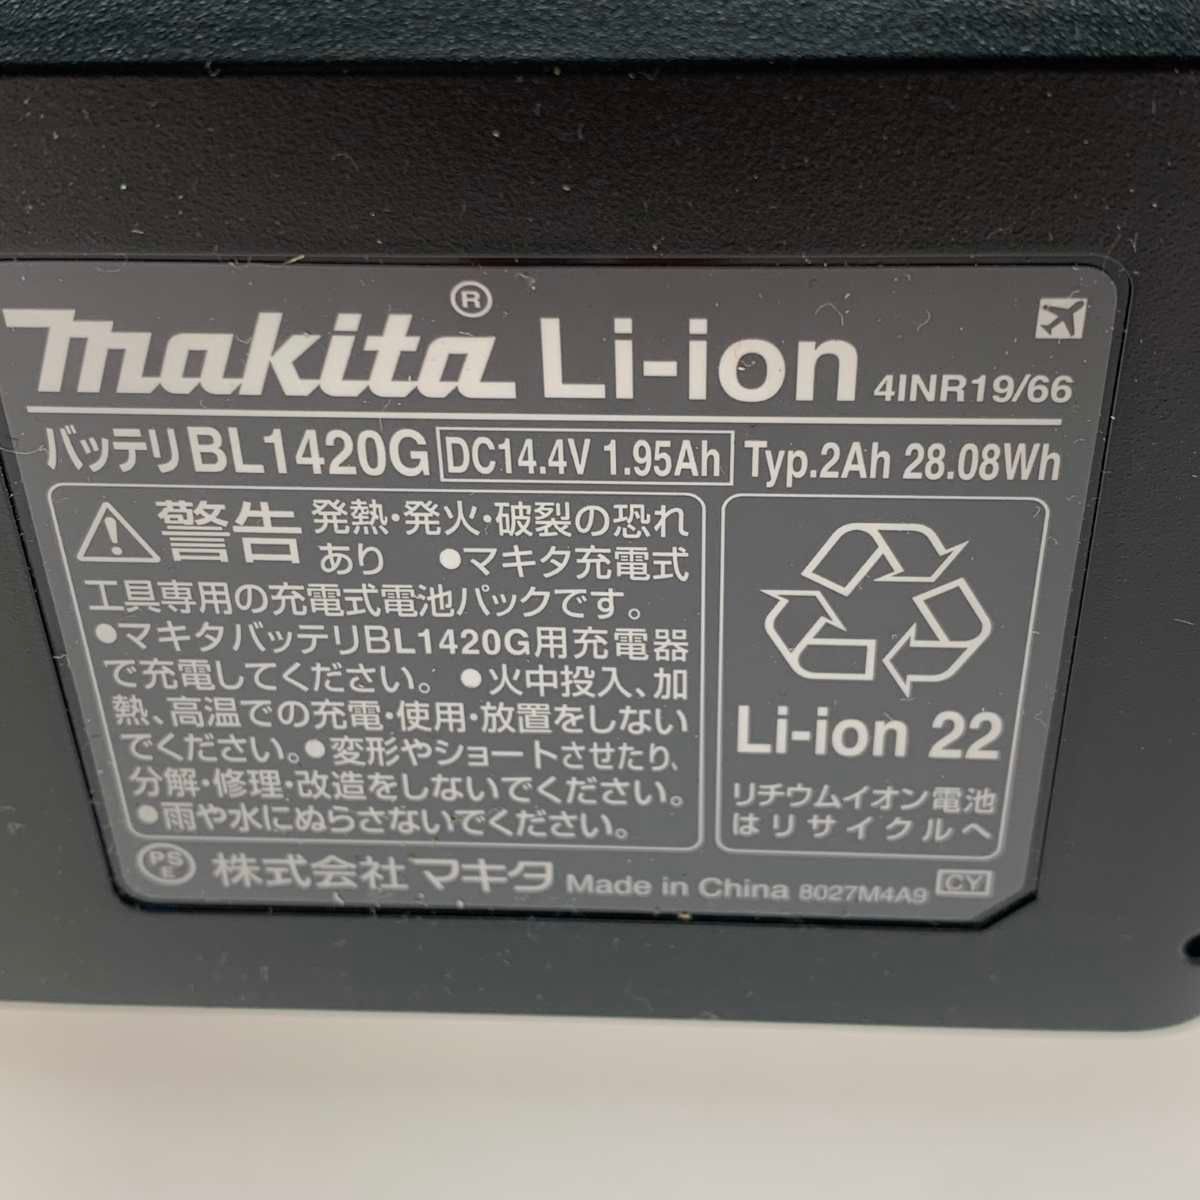 makita® Li-ion 4INR19/66
バッテリBL1420G DC14.4V 1.95Ah Typ.2Ah 28.08Wh
警告 発熱・発火・破裂の恐れ
あり ●マキタ充電式
工具専用の充電式電池パックです。
●マキタバッテリBL1420G用充電器
で充電してください。 ●火中投入、加
熱、高温での充電・使用・放置をしない
でください。●変形やショートさせたり、
分解・修理・改造をしないでください。
●雨や水にぬらさないでください。
Li-ion 22
リチウムイオン電池
はリサイクルへ
PS
E 株式会社 マキタ Made in China 8027M4A9 CY